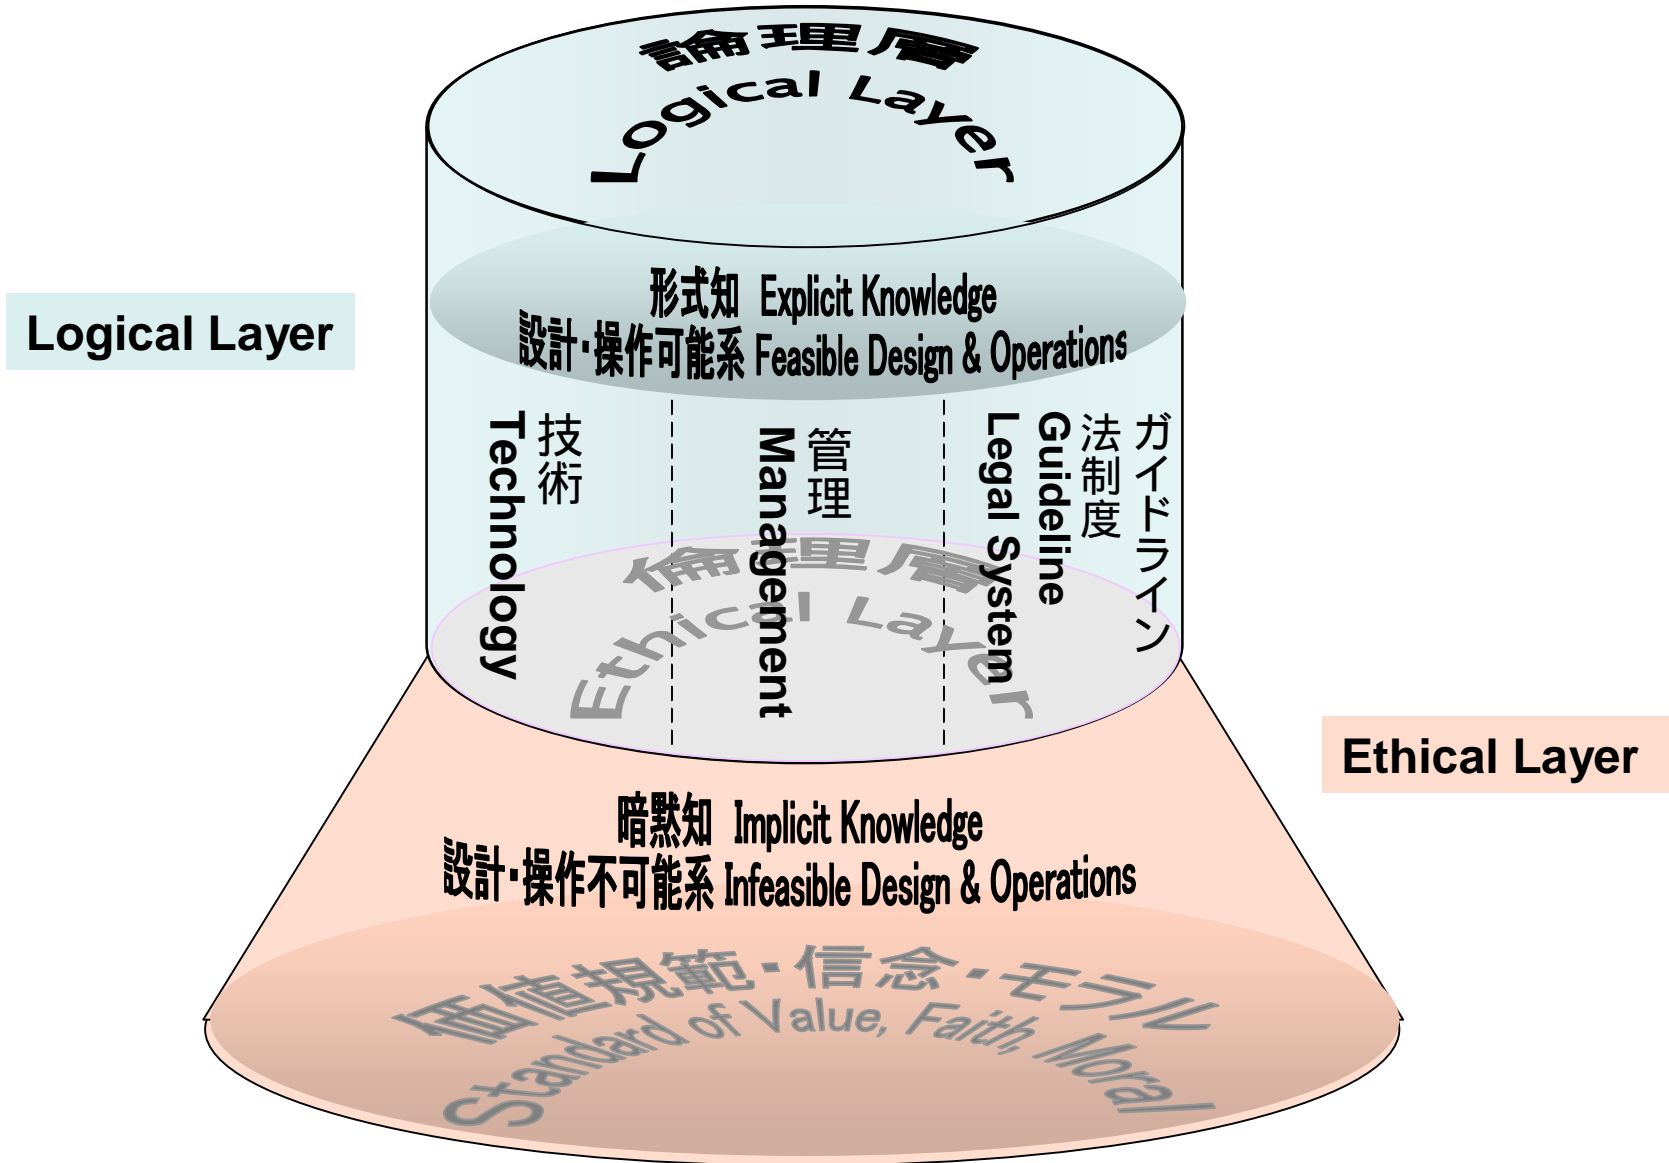 論理層
Logical Layer
形式知 Explicit Knowledge
設計・操作可能系 Feasible Design & Operations
Logical Layer
技術
Technology
管理
Management
ガイドライン
法制度
Guideline
Legal System
倫理層
Ethical Layer
Ethical Layer
暗黙知 Implicit Knowledge
設計・操作不可能系 Infeasible Design & Operations
価値規範・信念・モラル
Standard of Value, Faith, Moral